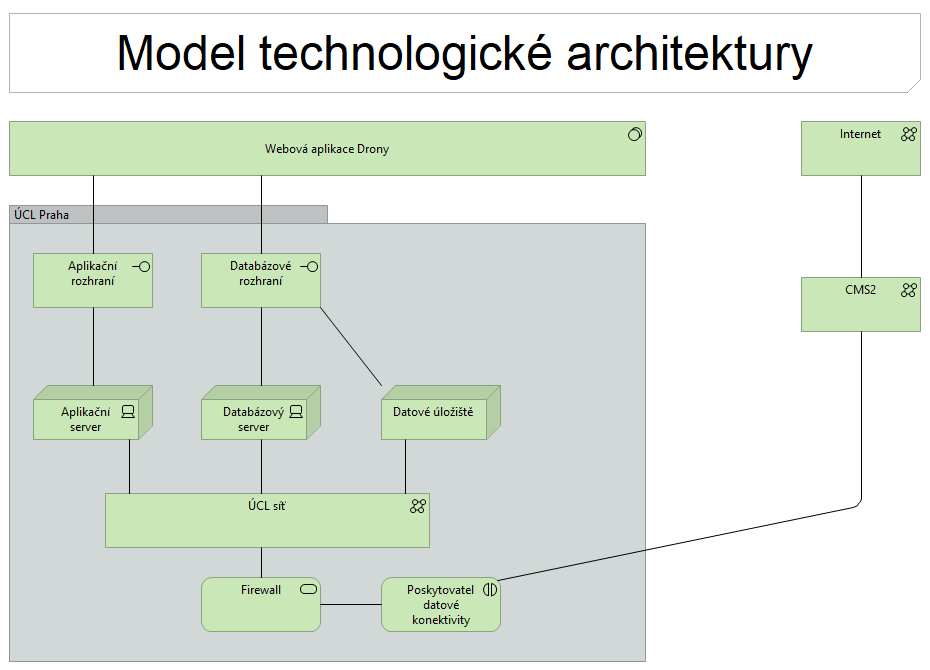 Model technologické architektury
Webová aplikace Drony
Internet
ÚCL Praha
Aplikační
rozhraní
Databázové
rozhraní
CMS2
Aplikační
server
Databázový
server
Datové úložiště
ÚCL síť
Firewall
Poskytovatel
datové
konektivity